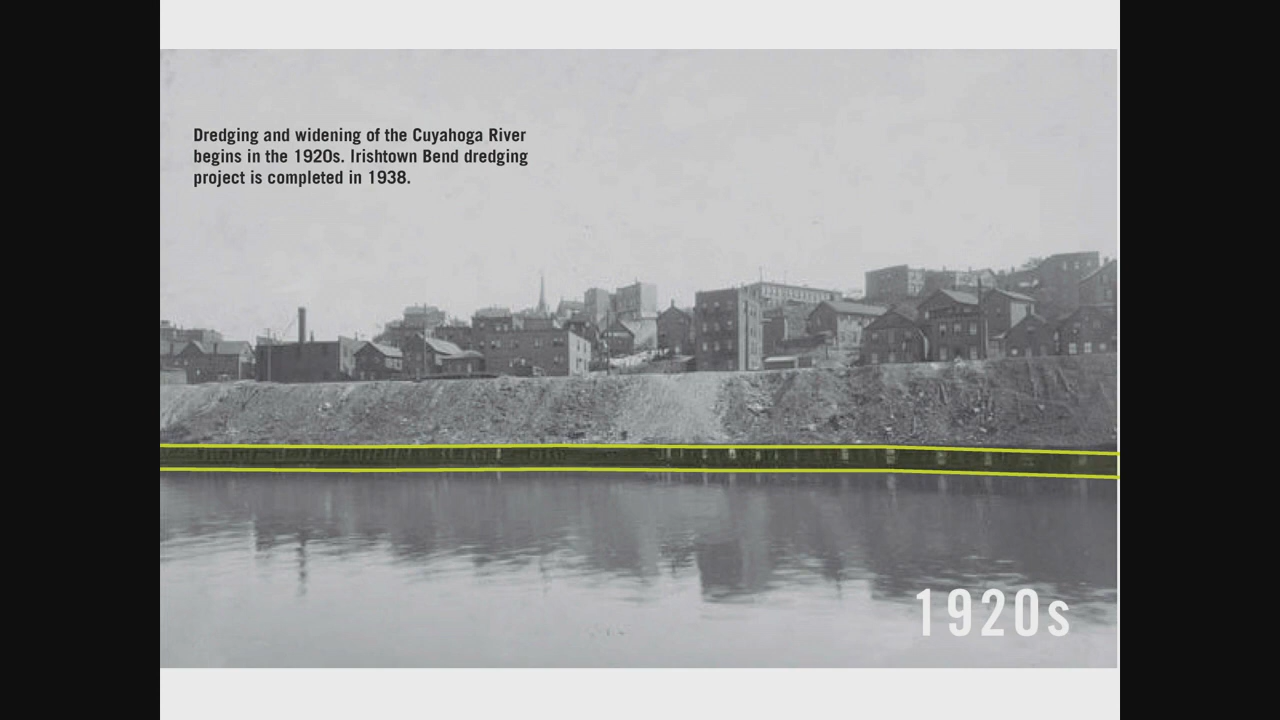 Dredging and widening of the Cuyahoga River
begins in the 1920s. Irishtown Bend dredging
project is completed in 1938.
1920s